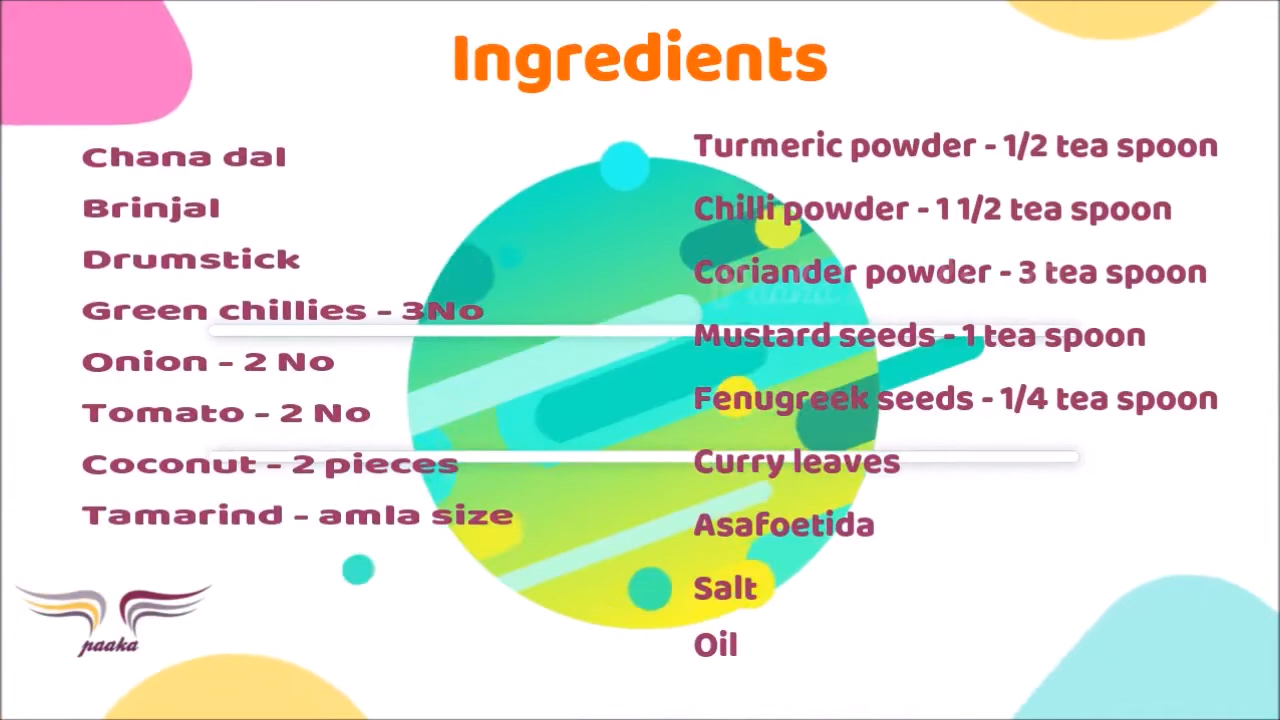 Ingredients
Chana dal
Brinjal
Drumstick
Green chillies - 3No
Onion - 2 No
Tomato - 2 No
Coconut - 2 pieces
Tamarind - amla size
Turmeric powder - 1/2 tea spoon
Chilli powder - 1 1/2 tea spoon
Coriander powder - 3 tea spoon
Mustard seeds - 1 tea spoon
Fenugreek seeds - 1/4 tea spoon
Curry leaves
Asafoetida
Salt
Oil
paaka